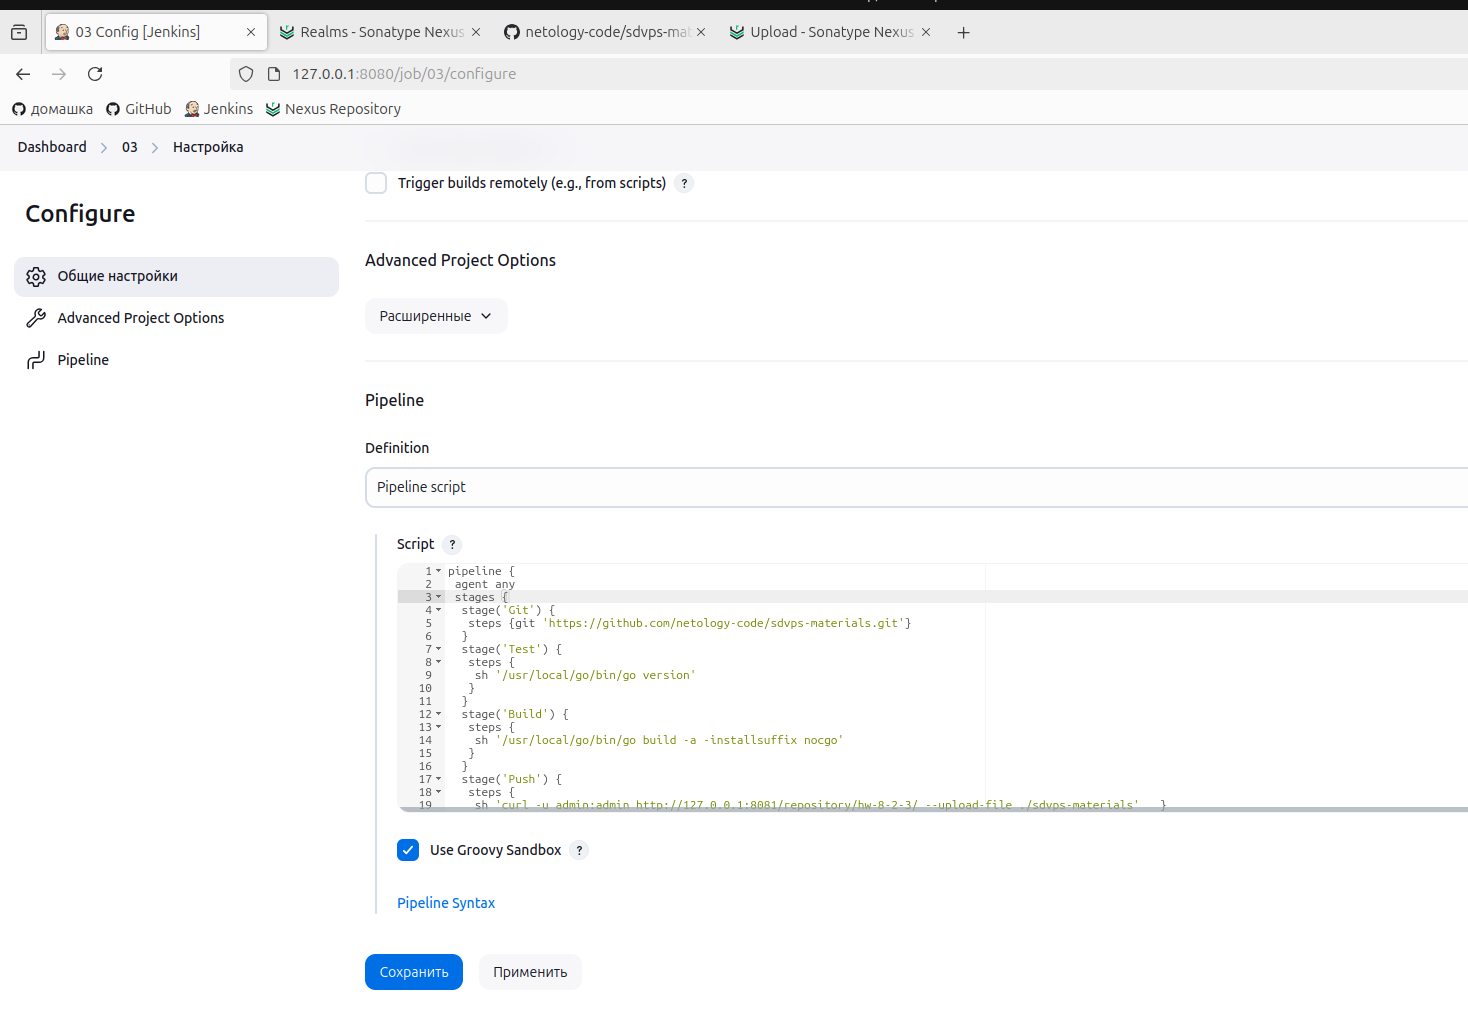 03 Config [Jenkins]
Realms - Sonatype Nexus
netology-code/sdvps-mat
Upload - Sonatype Nexus
127.0.0.1:8080/job/03/configure
домашка
GitHub
Jenkins
Nexus Repository
Dashboard
03
Настройка
Configure
Общие настройки
Advanced Project Options
Pipeline
Trigger builds remotely (e.g., from scripts) ?
Advanced Project Options
Расширенные
Pipeline
Definition
Pipeline script
Script ?
1 pipeline {
2 agent any
3 stages {
4 stage('Git') {
5 steps {git 'https://github.com/netology-code/sdvps-materials.git'}
6 }
7 stage('Test') {
8 steps {
9 sh '/usr/local/go/bin/go version'
10 }
11 }
12 stage('Build') {
13 steps {
14 sh '/usr/local/go/bin/go build -a -installsuffix nocgo'
15 }
16 }
17 stage('Push') {
18 steps {
19 sh 'curl -u admin:admin http://127.0.0.1:8081/repository/hw-8-2-3/ --upload-file ./sdvps-materials' }
Use Groovy Sandbox ?
Pipeline Syntax
Сохранить
Применить